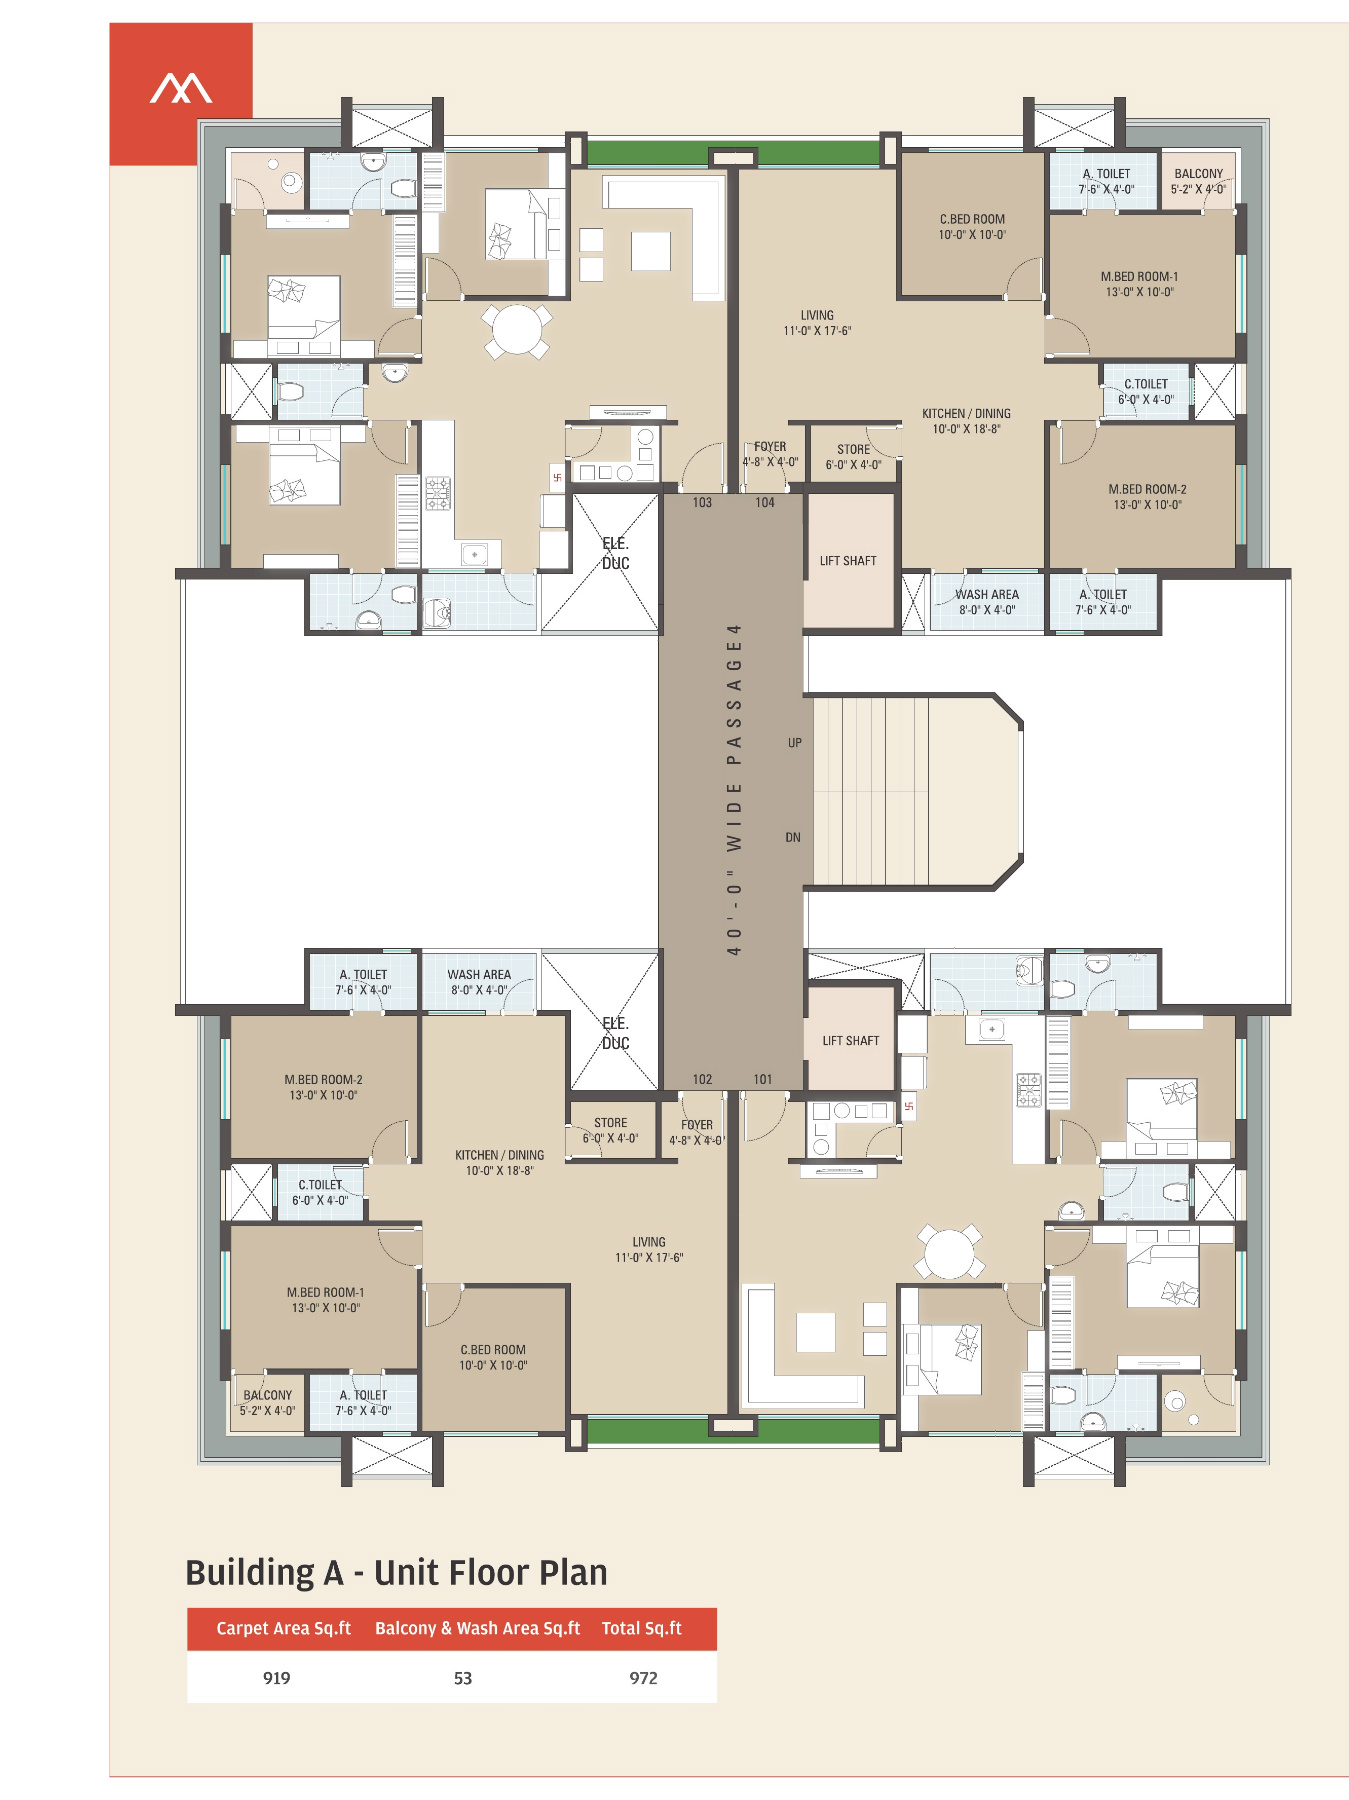 A. TOILET
7'-6" X 4'-0"
BALCONY
5'-2" X 4'-0"
C.BED ROOM
10'-0" X 10'-0"
M.BED ROOM-1
13'-0" X 10'-0"
LIVING
11'-0" X 17'-6"
C.TOILET
6'-0" X 4'-0"
KITCHEN / DINING
10'-0" X 18'-8"
FOYER
4'-8" X 4'-0"
STORE
6'-0" X 4'-0"
M.BED ROOM-2
13'-0" X 10'-0"
103
104
ELE.
DUC
LIFT SHAFT
WASH AREA
8'-0" X 4'-0"
A. TOILET
7'-6" X 4'-0"
40'-0" WIDE PASSAGE4
UP
DN
A. TOILET
7'-6" X 4'-0"
WASH AREA
8'-0" X 4'-0"
ELE.
DUC
LIFT SHAFT
102
101
M.BED ROOM-2
13'-0" X 10'-0"
STORE
6'-0" X 4'-0"
FOYER
4'-8" X 4'-0"
KITCHEN / DINING
10'-0" X 18'-8"
C.TOILET
6'-0" X 4'-0"
LIVING
11'-0" X 17'-6"
M.BED ROOM-1
13'-0" X 10'-0"
C.BED ROOM
10'-0" X 10'-0"
BALCONY
5'-2" X 4'-0"
A. TOILET
7'-6" X 4'-0"
Building A - Unit Floor Plan
Carpet Area Sq.ft Balcony & Wash Area Sq.ft Total Sq.ft
919 53 972